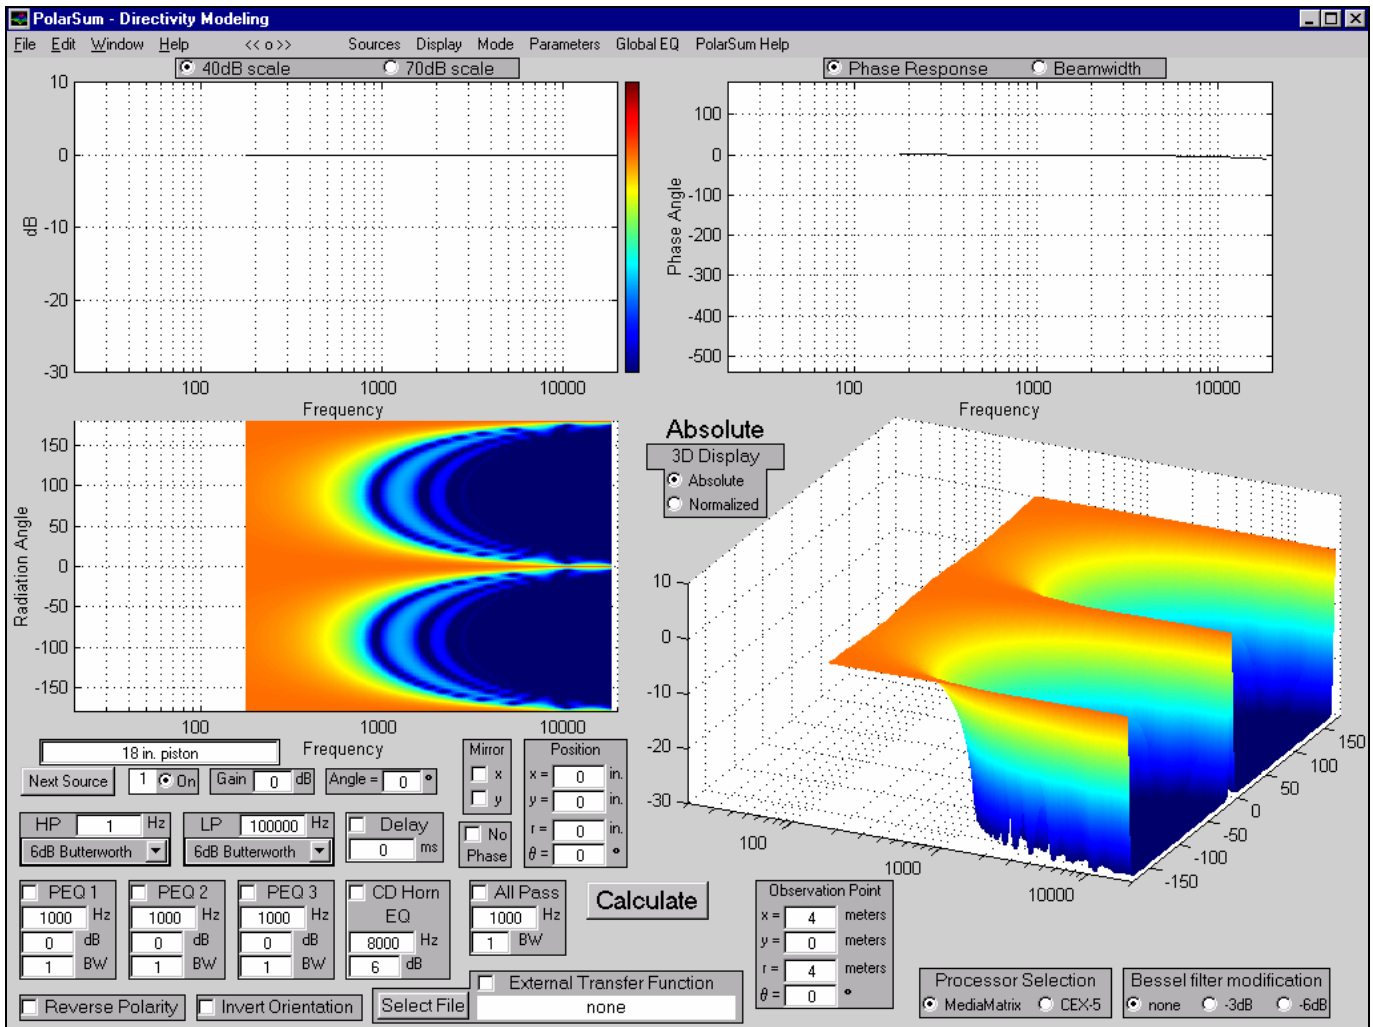 PolarSum - Directivity Modeling
File Edit Window Help << o >> Sources Display Mode Parameters Global EQ PolarSum Help
40dB scale 70dB scale
Phase Response Beamwidth
10
0
-10
-20
-30
dB
100 1000 10000
Frequency
100
0
-100
-200
-300
-400
-500
Phase Angle
100 1000 10000
Frequency
150
100
50
0
-50
-100
-150
Radiation Angle
100 1000 10000
Frequency
Absolute
3D Display
Absolute
Normalized
10
0
-10
-20
-30
100
1000
10000
150
100
50
0
-50
-100
-150
18 in. piston
Next Source 1 On Gain 0 dB Angle = 0 °
Mirror
x
y
No
Phase
Position
x = 0 in.
y = 0 in.
r = 0 in.
θ = 0 °
HP 1 Hz
6dB Butterworth
LP 100000 Hz
6dB Butterworth
Delay
0 ms
PEQ 1
1000 Hz
0 dB
1 BW
PEQ 2
1000 Hz
0 dB
1 BW
PEQ 3
1000 Hz
0 dB
1 BW
CD Horn
EQ
8000 Hz
6 dB
All Pass
1000 Hz
1 BW
Calculate
Observation Point
x = 4 meters
y = 0 meters
r = 4 meters
θ = 0 °
Reverse Polarity
Invert Orientation
Select File
External Transfer Function
none
Processor Selection
MediaMatrix CEX-5
Bessel filter modification
none -3dB -6dB